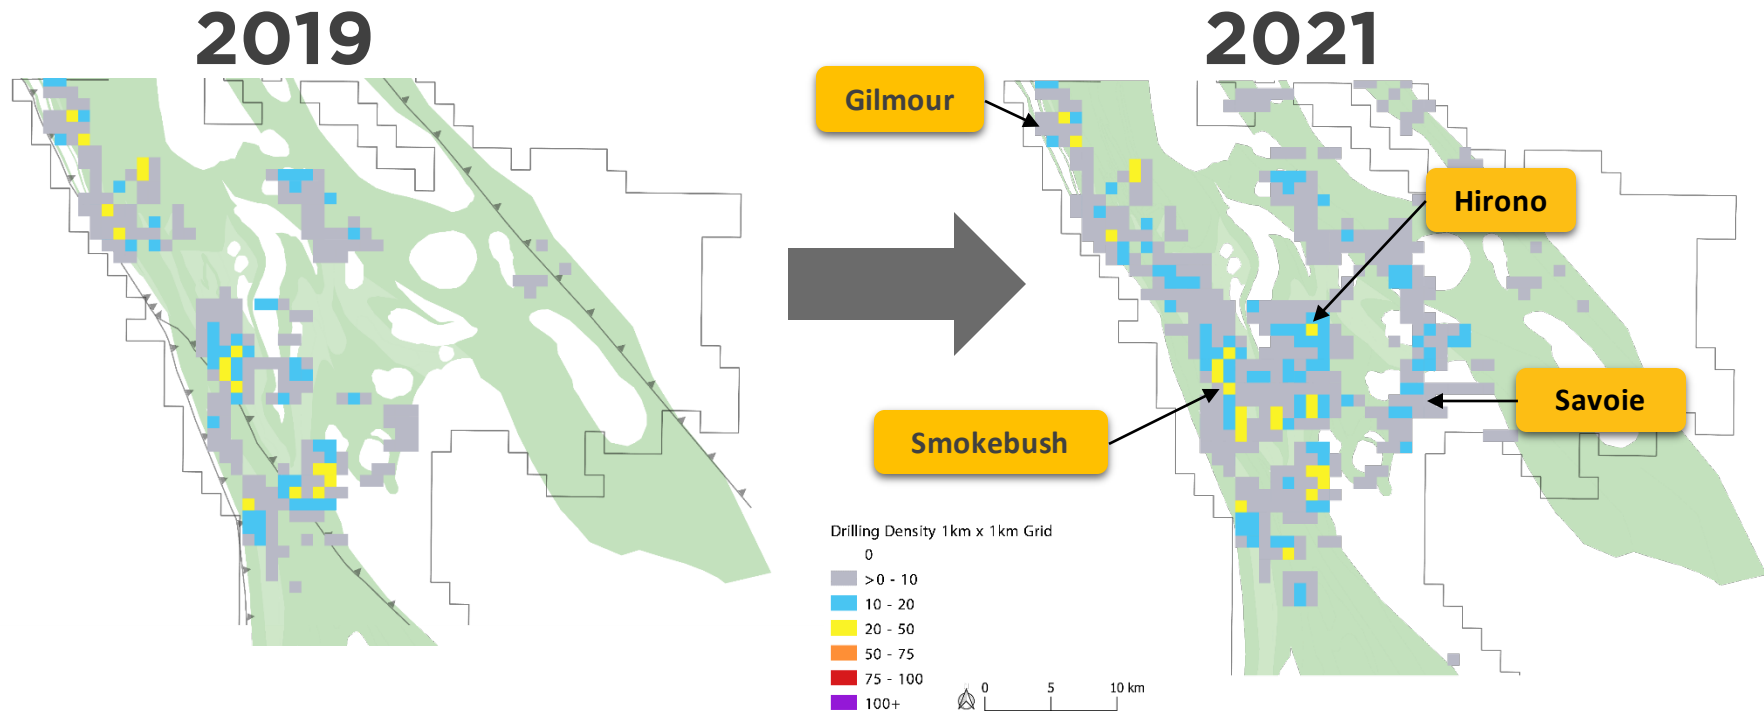 2019
2021
Gilmour
Hirono
Savoie
Smokebush
Drilling Density 1km x 1km Grid
0
>0 - 10
10 - 20
20 - 50
50 - 75
75 - 100
100+
0 5 10 km